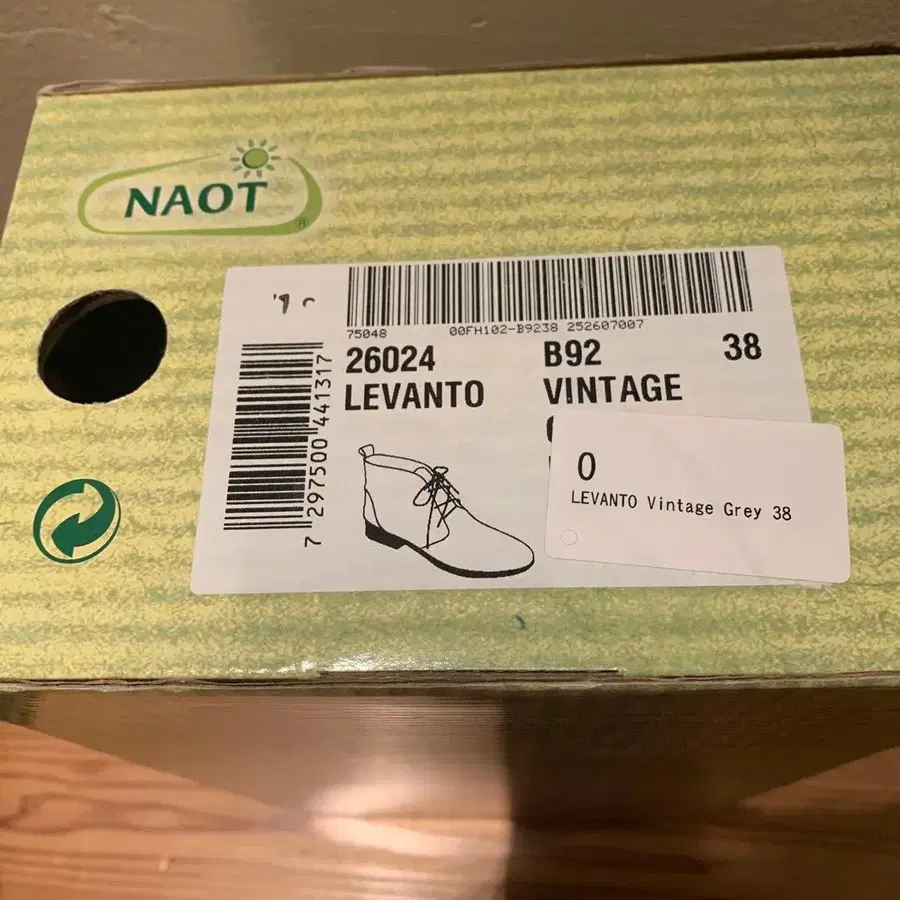 NAOT
®
75048 00FH102-B9238 252607007
26024 B92 38
LEVANTO VINTAGE
7 297500 441317
0
LEVANTO Vintage Grey 38